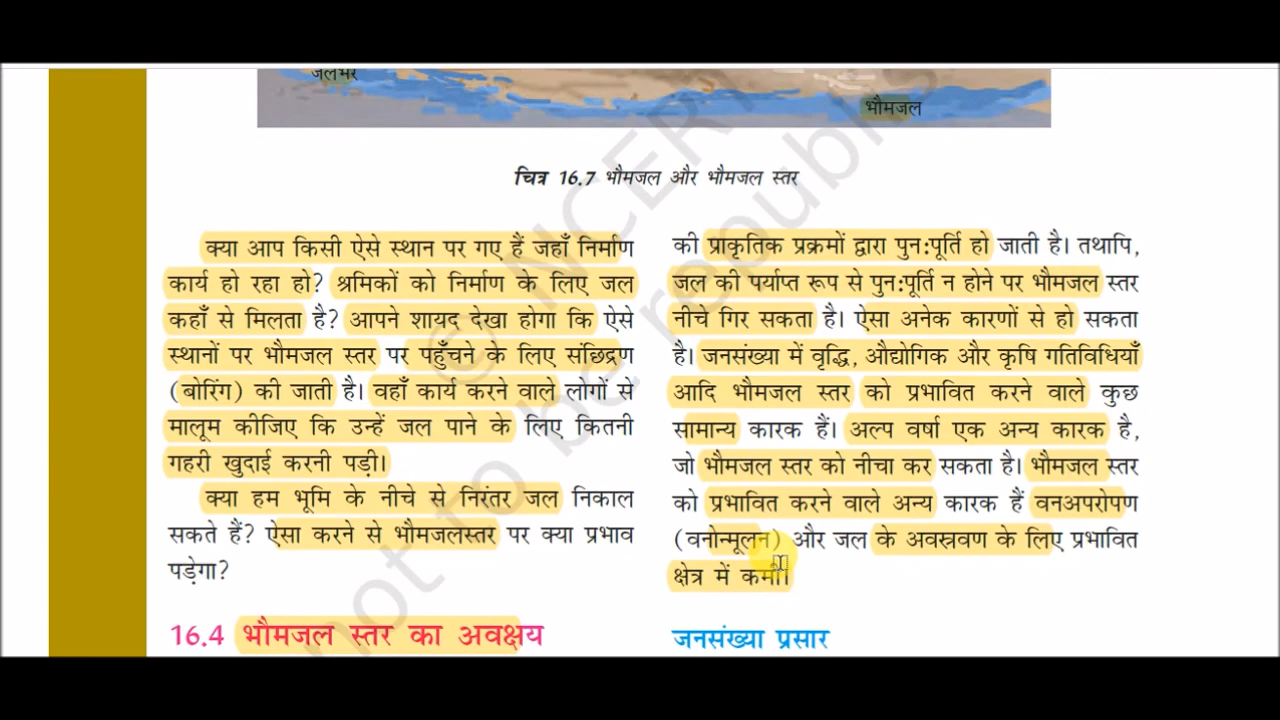 जलभर
भौमजल
चित्र 16.7 भौमजल और भौमजल स्तर
क्या आप किसी ऐसे स्थान पर गए हैं जहाँ निर्माण
कार्य हो रहा हो? श्रमिकों को निर्माण के लिए जल
कहाँ से मिलता है? आपने शायद देखा होगा कि ऐसे
स्थानों पर भौमजल स्तर पर पहुँचने के लिए संछिद्रण
(बोरिंग) की जाती है। वहाँ कार्य करने वाले लोगों से
मालूम कीजिए कि उन्हें जल पाने के लिए कितनी
गहरी खुदाई करनी पड़ी।
क्या हम भूमि के नीचे से निरंतर जल निकाल
सकते हैं? ऐसा करने से भौमजलस्तर पर क्या प्रभाव
पड़ेगा?
16.4 भौमजल स्तर का अवक्षय
की प्राकृतिक प्रक्रमों द्वारा पुन:पूर्ति हो जाती है। तथापि,
जल की पर्याप्त रूप से पुन:पूर्ति न होने पर भौमजल स्तर
नीचे गिर सकता है। ऐसा अनेक कारणों से हो सकता
है। जनसंख्या में वृद्धि, औद्योगिक और कृषि गतिविधियाँ
आदि भौमजल स्तर को प्रभावित करने वाले कुछ
सामान्य कारक हैं। अल्प वर्षा एक अन्य कारक है,
जो भौमजल स्तर को नीचा कर सकता है। भौमजल स्तर
को प्रभावित करने वाले अन्य कारक हैं वनअपरोपण
(वनोन्मूलन) और जल के अवस्रवण के लिए प्रभावित
क्षेत्र में कमी।
जनसंख्या प्रसार
© NCERT
not to be republis